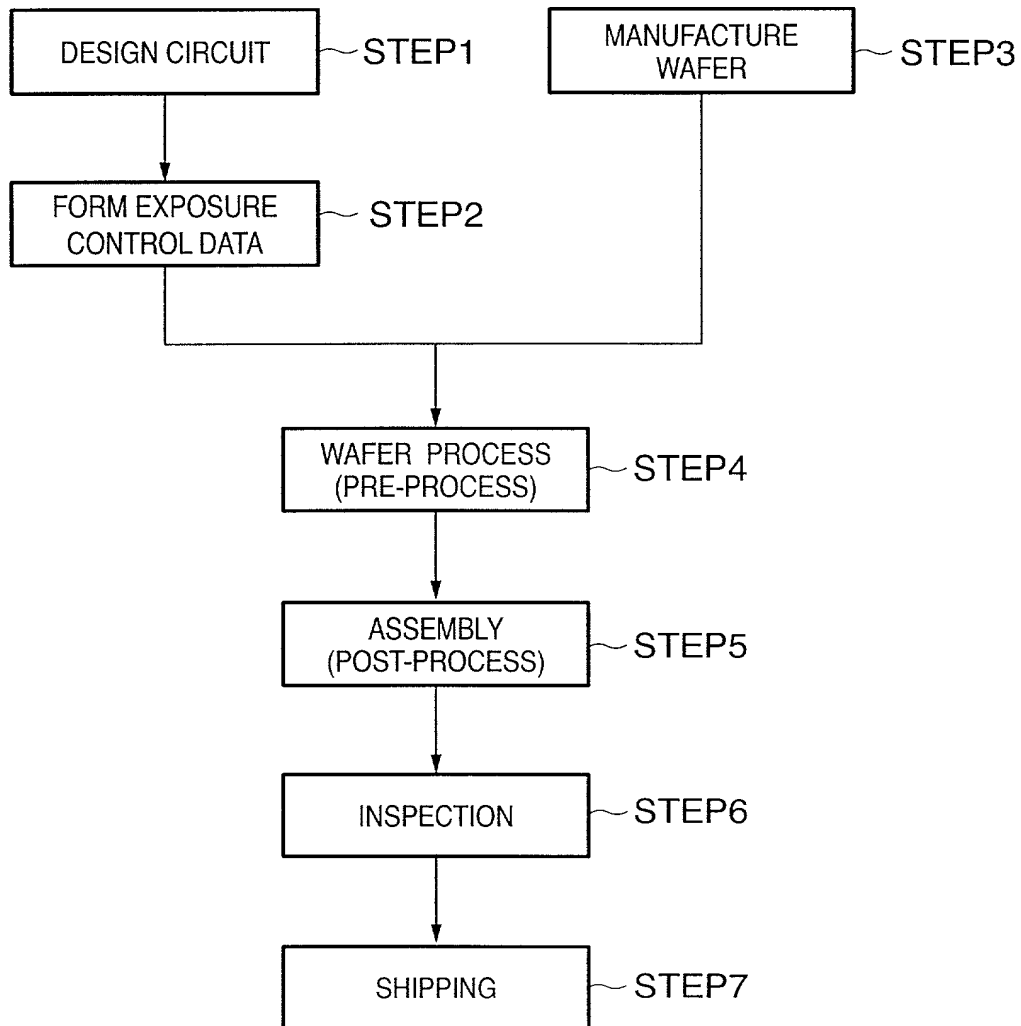 DESIGN CIRCUIT
STEP1
MANUFACTURE
WAFER
STEP3
FORM EXPOSURE
CONTROL DATA
STEP2
WAFER PROCESS
(PRE-PROCESS)
STEP4
ASSEMBLY
(POST-PROCESS)
STEP5
INSPECTION
STEP6
SHIPPING
STEP7